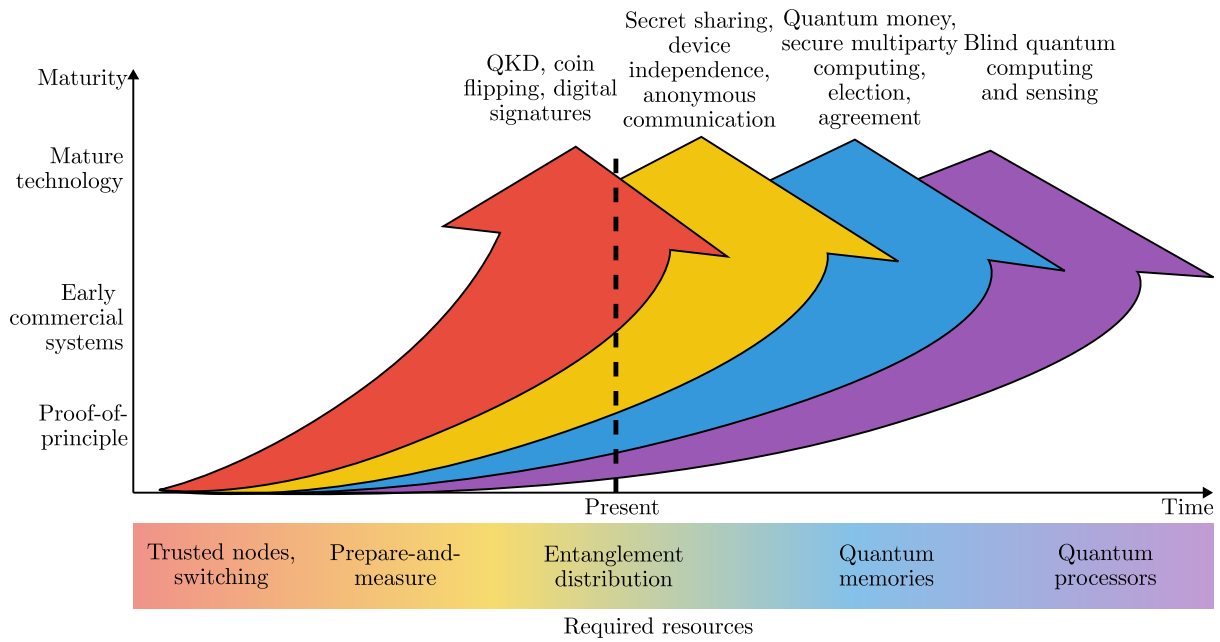 Maturity
Mature
technology
Early
commercial
systems
Proof-of-
principle
QKD, coin
flipping, digital
signatures
Secret sharing,
device
independence,
anonymous
communication
Quantum money,
secure multiparty
computing,
election,
agreement
Blind quantum
computing
and sensing
Present
Time
Trusted nodes,
switching
Prepare-and-
measure
Entanglement
distribution
Quantum
memories
Quantum
processors
Required resources